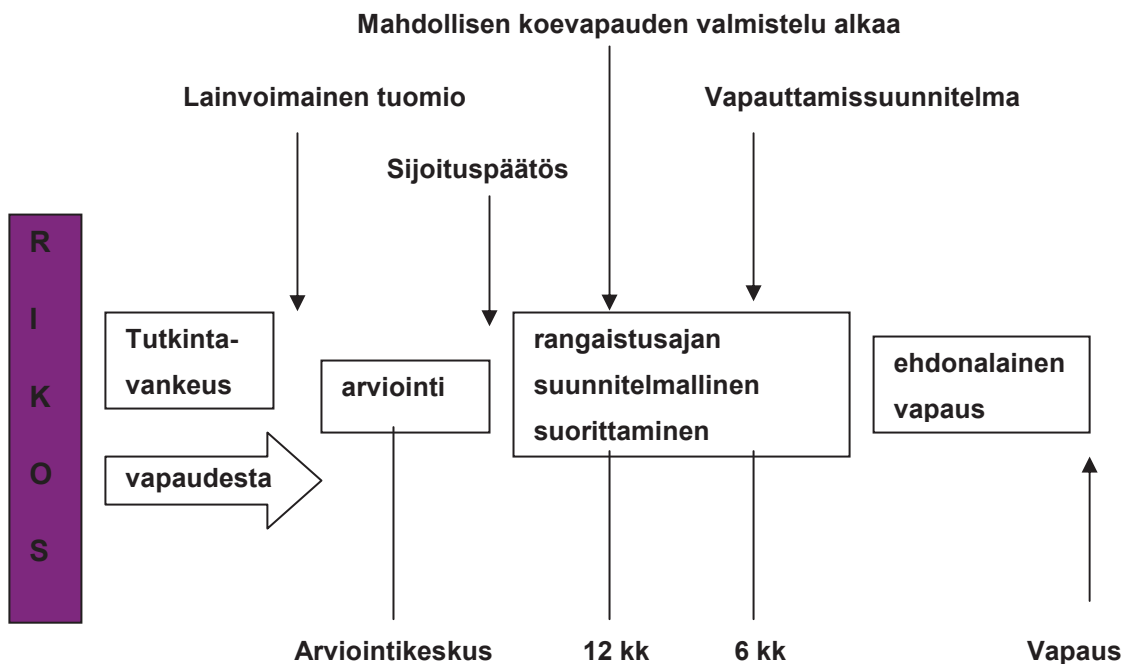 Mahdollisen koevapauden valmistelu alkaa
Lainvoimainen tuomio
Vapauttamissuunnitelma
Sijoituspäätös
R
I
K
O
S
Tutkinta-
vankeus
vapaudesta
arviointi
rangaistusajan
suunnitelmallinen
suorittaminen
ehdonalainen
vapaus
Arviointikeskus
12 kk
6 kk
Vapaus